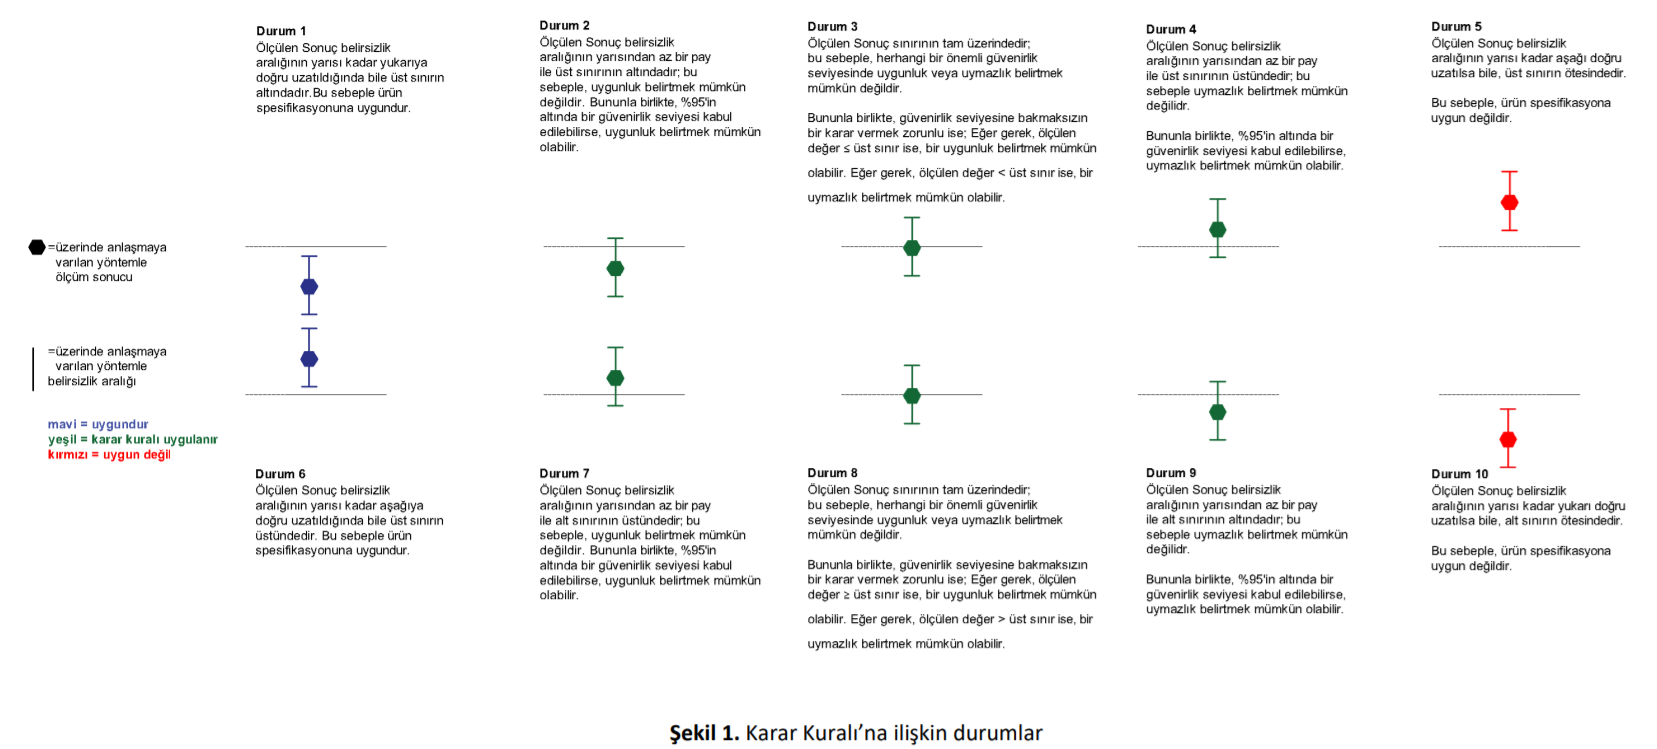 Durum 1
Ölçülen Sonuç belirsizlik
aralığının yarısı kadar yukarıya
doğru uzatıldığında bile üst sınırın
altındadır.Bu sebeple ürün
spesifikasyonuna uygundur.
Durum 2
Ölçülen Sonuç belirsizlik
aralığının yarısından az bir pay
ile üst sınırının altındadır; bu
sebeple, uygunluk belirtmek mümkün
değildir. Bununla birlikte, %95'in
altında bir güvenirlik seviyesi kabul
edilebilirse, uygunluk belirtmek mümkün
olabilir.
Durum 3
Ölçülen Sonuç sınırının tam üzerindedir;
bu sebeple, herhangi bir önemli güvenirlik
seviyesinde uygunluk veya uymazlık belirtmek
mümkün değildir.
Bununla birlikte, güvenirlik seviyesine bakmaksızın
bir karar vermek zorunlu ise; Eğer gerek, ölçülen
değer ≤ üst sınır ise, bir uygunluk belirtmek mümkün
olabilir. Eğer gerek, ölçülen değer < üst sınır ise, bir
uymazlık belirtmek mümkün olabilir.
Durum 4
Ölçülen Sonuç belirsizlik
aralığının yarısından az bir pay
ile üst sınırının üstündedir; bu
sebeple uymazlık belirtmek mümkün
değilidr.
Bununla birlikte, %95'in altında bir
güvenirlik seviyesi kabul edilebilirse,
uymazlık belirtmek mümkün olabilir.
Durum 5
Ölçülen Sonuç belirsizlik
aralığının yarısı kadar aşağı doğru
uzatılsa bile, üst sınırın ötesindedir.
Bu sebeple, ürün spesifikasyona
uygun değildir.
=üzerinde anlaşmaya
varılan yöntemle
ölçüm sonucu
=üzerinde anlaşmaya
varılan yöntemle
belirsizlik aralığı
mavi = uygundur
yeşil = karar kuralı uygulanır
kırmızı = uygun değil
Durum 6
Ölçülen Sonuç belirsizlik
aralığının yarısı kadar aşağıya
doğru uzatıldığında bile üst sınırın
üstündedir. Bu sebeple ürün
spesifikasyonuna uygundur.
Durum 7
Ölçülen Sonuç belirsizlik
aralığının yarısından az bir pay
ile alt sınırının üstündedir; bu
sebeple, uygunluk belirtmek mümkün
değildir. Bununla birlikte, %95'in
altında bir güvenirlik seviyesi kabul
edilebilirse, uygunluk belirtmek mümkün
olabilir.
Durum 8
Ölçülen Sonuç sınırının tam üzerindedir;
bu sebeple, herhangi bir önemli güvenirlik
seviyesinde uygunluk veya uymazlık belirtmek
mümkün değildir.
Bununla birlikte, güvenirlik seviyesine bakmaksızın
bir karar vermek zorunlu ise; Eğer gerek, ölçülen
değer ≥ üst sınır ise, bir uygunluk belirtmek mümkün
olabilir. Eğer gerek, ölçülen değer > üst sınır ise, bir
uymazlık belirtmek mümkün olabilir.
Durum 9
Ölçülen Sonuç belirsizlik
aralığının yarısından az bir pay
ile alt sınırının altındadır; bu
sebeple uymazlık belirtmek mümkün
değilidr.
Bununla birlikte, %95'in altında bir
güvenirlik seviyesi kabul edilebilirse,
uymazlık belirtmek mümkün olabilir.
Durum 10
Ölçülen Sonuç belirsizlik
aralığının yarısı kadar yukarı doğru
uzatılsa bile, alt sınırın ötesindedir.
Bu sebeple, ürün spesifikasyona
uygun değildir.
Şekil 1. Karar Kuralı’na ilişkin durumlar